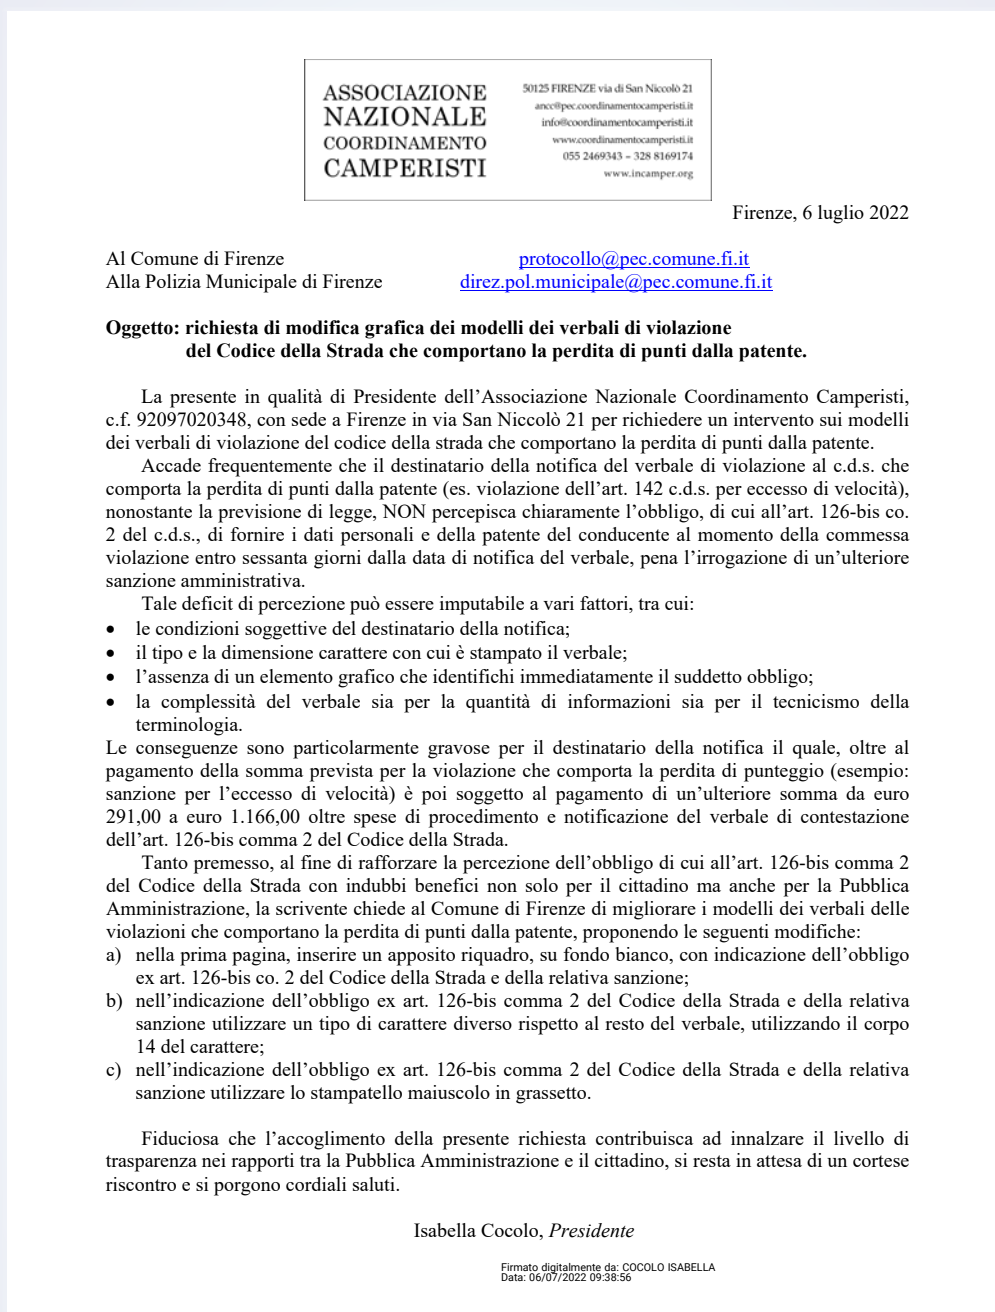 ASSOCIAZIONE
NAZIONALE
COORDINAMENTO
CAMPERISTI
50125 FIRENZE via di San Niccolò 21
ancc@pec.coordinamentocamperisti.it
info@coordinamentocamperisti.it
www.coordinamentocamperisti.it
055 2469343 – 328 8169174
www.incamper.org
Firenze, 6 luglio 2022
Al Comune di Firenze protocollo@pec.comune.fi.it
Alla Polizia Municipale di Firenze direz.pol.municipale@pec.comune.fi.it
Oggetto: richiesta di modifica grafica dei modelli dei verbali di violazione
del Codice della Strada che comportano la perdita di punti dalla patente.
La presente in qualità di Presidente dell’Associazione Nazionale Coordinamento Camperisti,
c.f. 92097020348, con sede a Firenze in via San Niccolò 21 per richiedere un intervento sui modelli
dei verbali di violazione del codice della strada che comportano la perdita di punti dalla patente.
Accade frequentemente che il destinatario della notifica del verbale di violazione al c.d.s. che
comporta la perdita di punti dalla patente (es. violazione dell’art. 142 c.d.s. per eccesso di velocità),
nonostante la previsione di legge, NON percepisca chiaramente l’obbligo, di cui all’art. 126-bis co.
2 del c.d.s., di fornire i dati personali e della patente del conducente al momento della commessa
violazione entro sessanta giorni dalla data di notifica del verbale, pena l’irrogazione di un’ulteriore
sanzione amministrativa.
Tale deficit di percezione può essere imputabile a vari fattori, tra cui:
• le condizioni soggettive del destinatario della notifica;
• il tipo e la dimensione carattere con cui è stampato il verbale;
• l’assenza di un elemento grafico che identifichi immediatamente il suddetto obbligo;
• la complessità del verbale sia per la quantità di informazioni sia per il tecnicismo della
terminologia.
Le conseguenze sono particolarmente gravose per il destinatario della notifica il quale, oltre al
pagamento della somma prevista per la violazione che comporta la perdita di punteggio (esempio:
sanzione per l’eccesso di velocità) è poi soggetto al pagamento di un’ulteriore somma da euro
291,00 a euro 1.166,00 oltre spese di procedimento e notificazione del verbale di contestazione
dell’art. 126-bis comma 2 del Codice della Strada.
Tanto premesso, al fine di rafforzare la percezione dell’obbligo di cui all’art. 126-bis comma 2
del Codice della Strada con indubbi benefici non solo per il cittadino ma anche per la Pubblica
Amministrazione, la scrivente chiede al Comune di Firenze di migliorare i modelli dei verbali delle
violazioni che comportano la perdita di punti dalla patente, proponendo le seguenti modifiche:
a) nella prima pagina, inserire un apposito riquadro, su fondo bianco, con indicazione dell’obbligo
ex art. 126-bis co. 2 del Codice della Strada e della relativa sanzione;
b) nell’indicazione dell’obbligo ex art. 126-bis comma 2 del Codice della Strada e della relativa
sanzione utilizzare un tipo di carattere diverso rispetto al resto del verbale, utilizzando il corpo
14 del carattere;
c) nell’indicazione dell’obbligo ex art. 126-bis comma 2 del Codice della Strada e della relativa
sanzione utilizzare lo stampatello maiuscolo in grassetto.
Fiduciosa che l’accoglimento della presente richiesta contribuisca ad innalzare il livello di
trasparenza nei rapporti tra la Pubblica Amministrazione e il cittadino, si resta in attesa di un cortese
riscontro e si porgono cordiali saluti.
Isabella Cocolo, Presidente
Firmato digitalmente da: COCOLO ISABELLA
Data: 06/07/2022 09:38:56